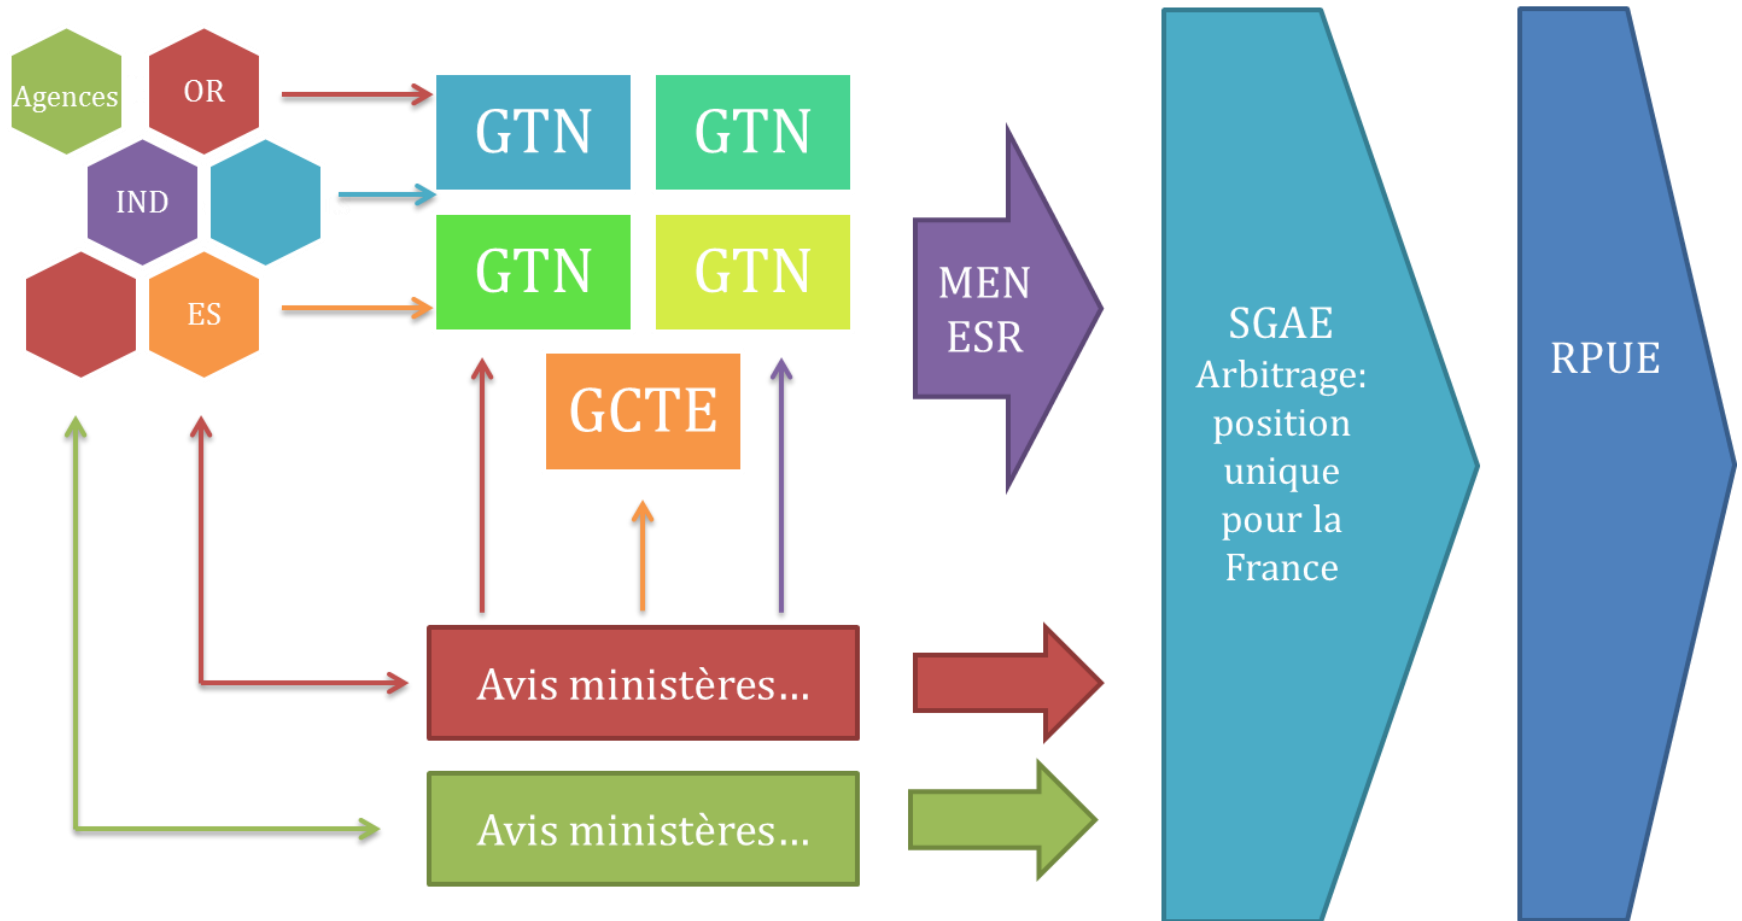 Agences
OR
IND
ES
GTN
GTN
GTN
GTN
GCTE
MEN
ESR
Avis ministères...
Avis ministères...
SGAE
Arbitrage:
position
unique
pour la
France
RPUE